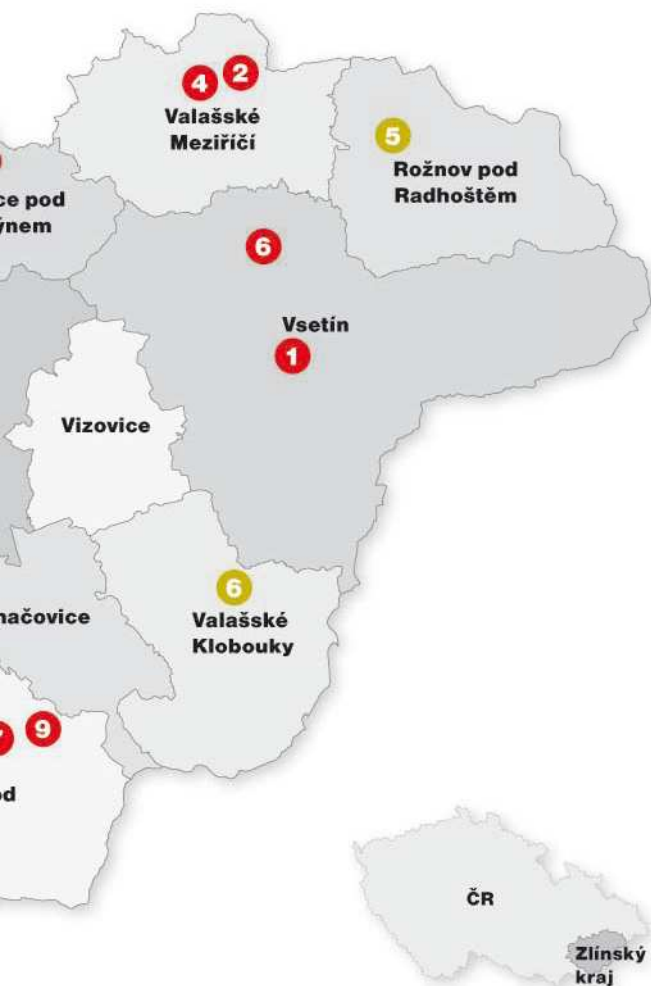 4 2
Valašské
Meziříčí
5
Rožnov pod
Radhoštěm
ce pod
ýnem
6
Vsetín
1
Vizovice
6
Valašské
Klobouky
načovice
9
od
ČR
Zlínský
kraj